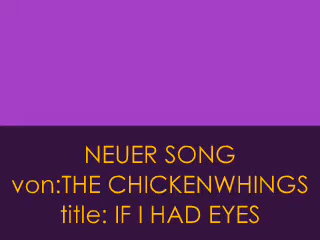 NEUER SONG
von:THE CHICKENWHINGS
title: IF I HAD EYES